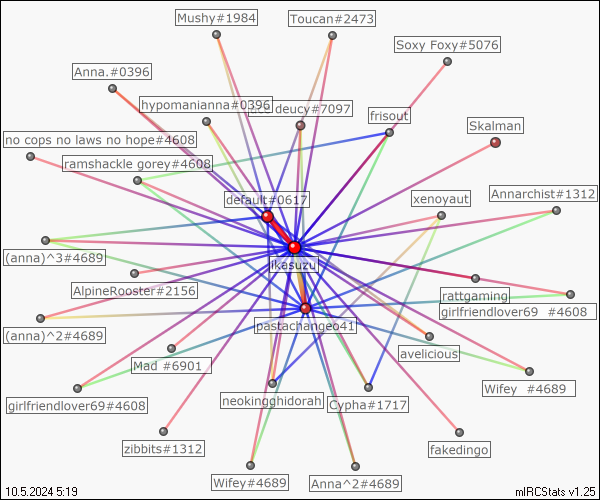 Mushy#1984
Toucan#2473
Soxy Foxy#5076
Anna.#0396
hypomanianna#0396
deucy#7097
frisout
Skalman
no cops no laws no hope#4608
ramshackle gorey#4608
default#0617
xenoyaut
Annarchist#1312
(anna)^3#4689
ikasuzu
AlpineRooster#2156
rattgaming
girlfriendlover69 #4608
(anna)^2#4689
pastachangeo41
avelicious
Mad #6901
Wifey #4689
girlfriendlover69#4608
neokingghidorah
Cypha#1717
zibbits#1312
fakedingo
Wifey#4689
Anna^2#4689
10.5.2024 5:19
mIRCStats v1.25